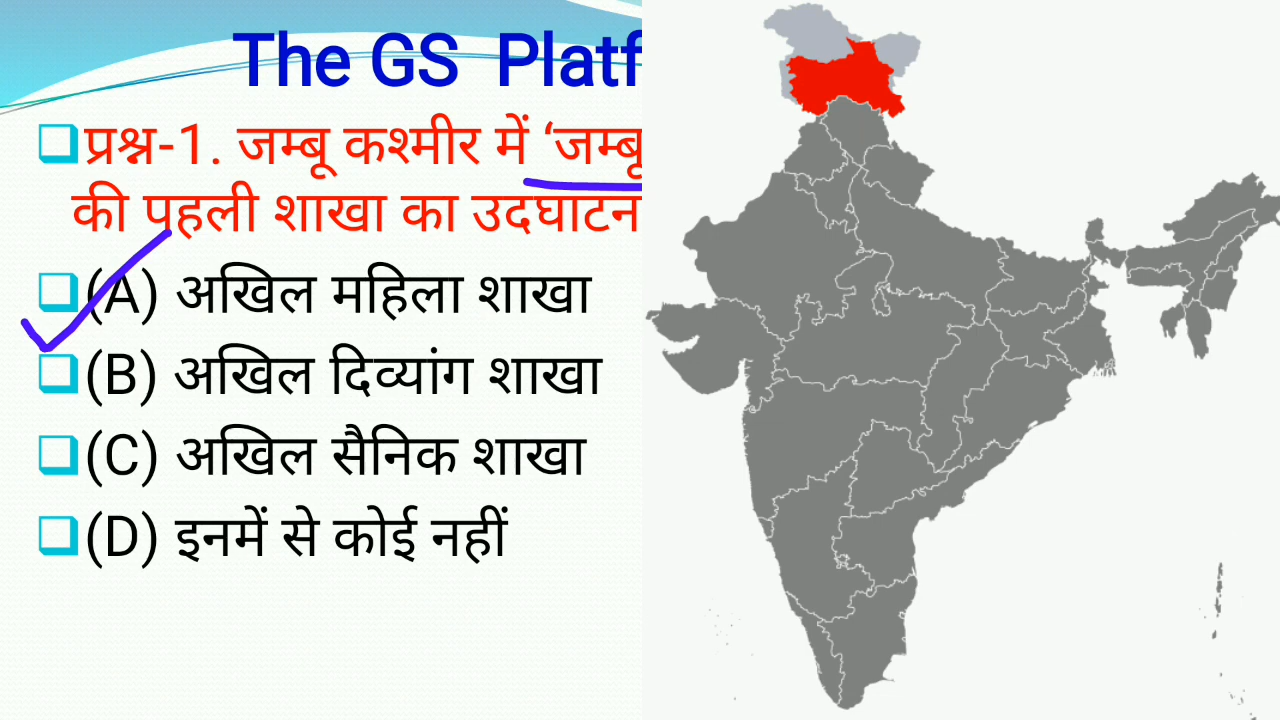 The GS Platf
प्रश्न-1. जम्बू कश्मीर में ‘जम्बू
की पहली शाखा का उदघाटन
(A) अखिल महिला शाखा
(B) अखिल दिव्यांग शाखा
(C) अखिल सैनिक शाखा
(D) इनमें से कोई नहीं